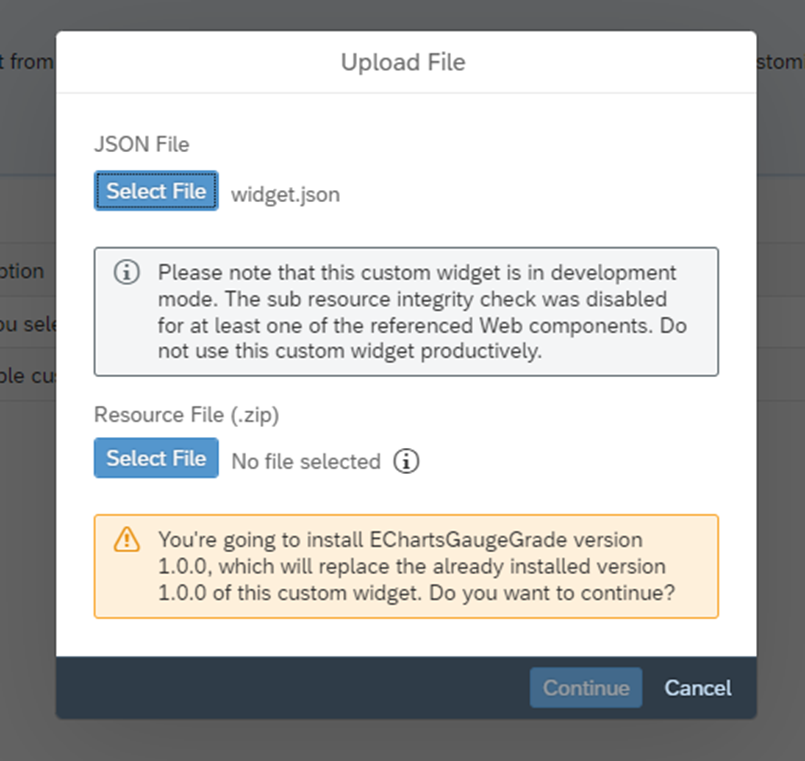 Upload File
t from
stom
JSON File
Select File widget.json
ption
Please note that this custom widget is in development
mode. The sub resource integrity check was disabled
for at least one of the referenced Web components. Do
not use this custom widget productively.
ou sele
ple cus
Resource File (.zip)
Select File No file selected
You're going to install EChartsGaugeGrade version
1.0.0, which will replace the already installed version
1.0.0 of this custom widget. Do you want to continue?
Continue Cancel